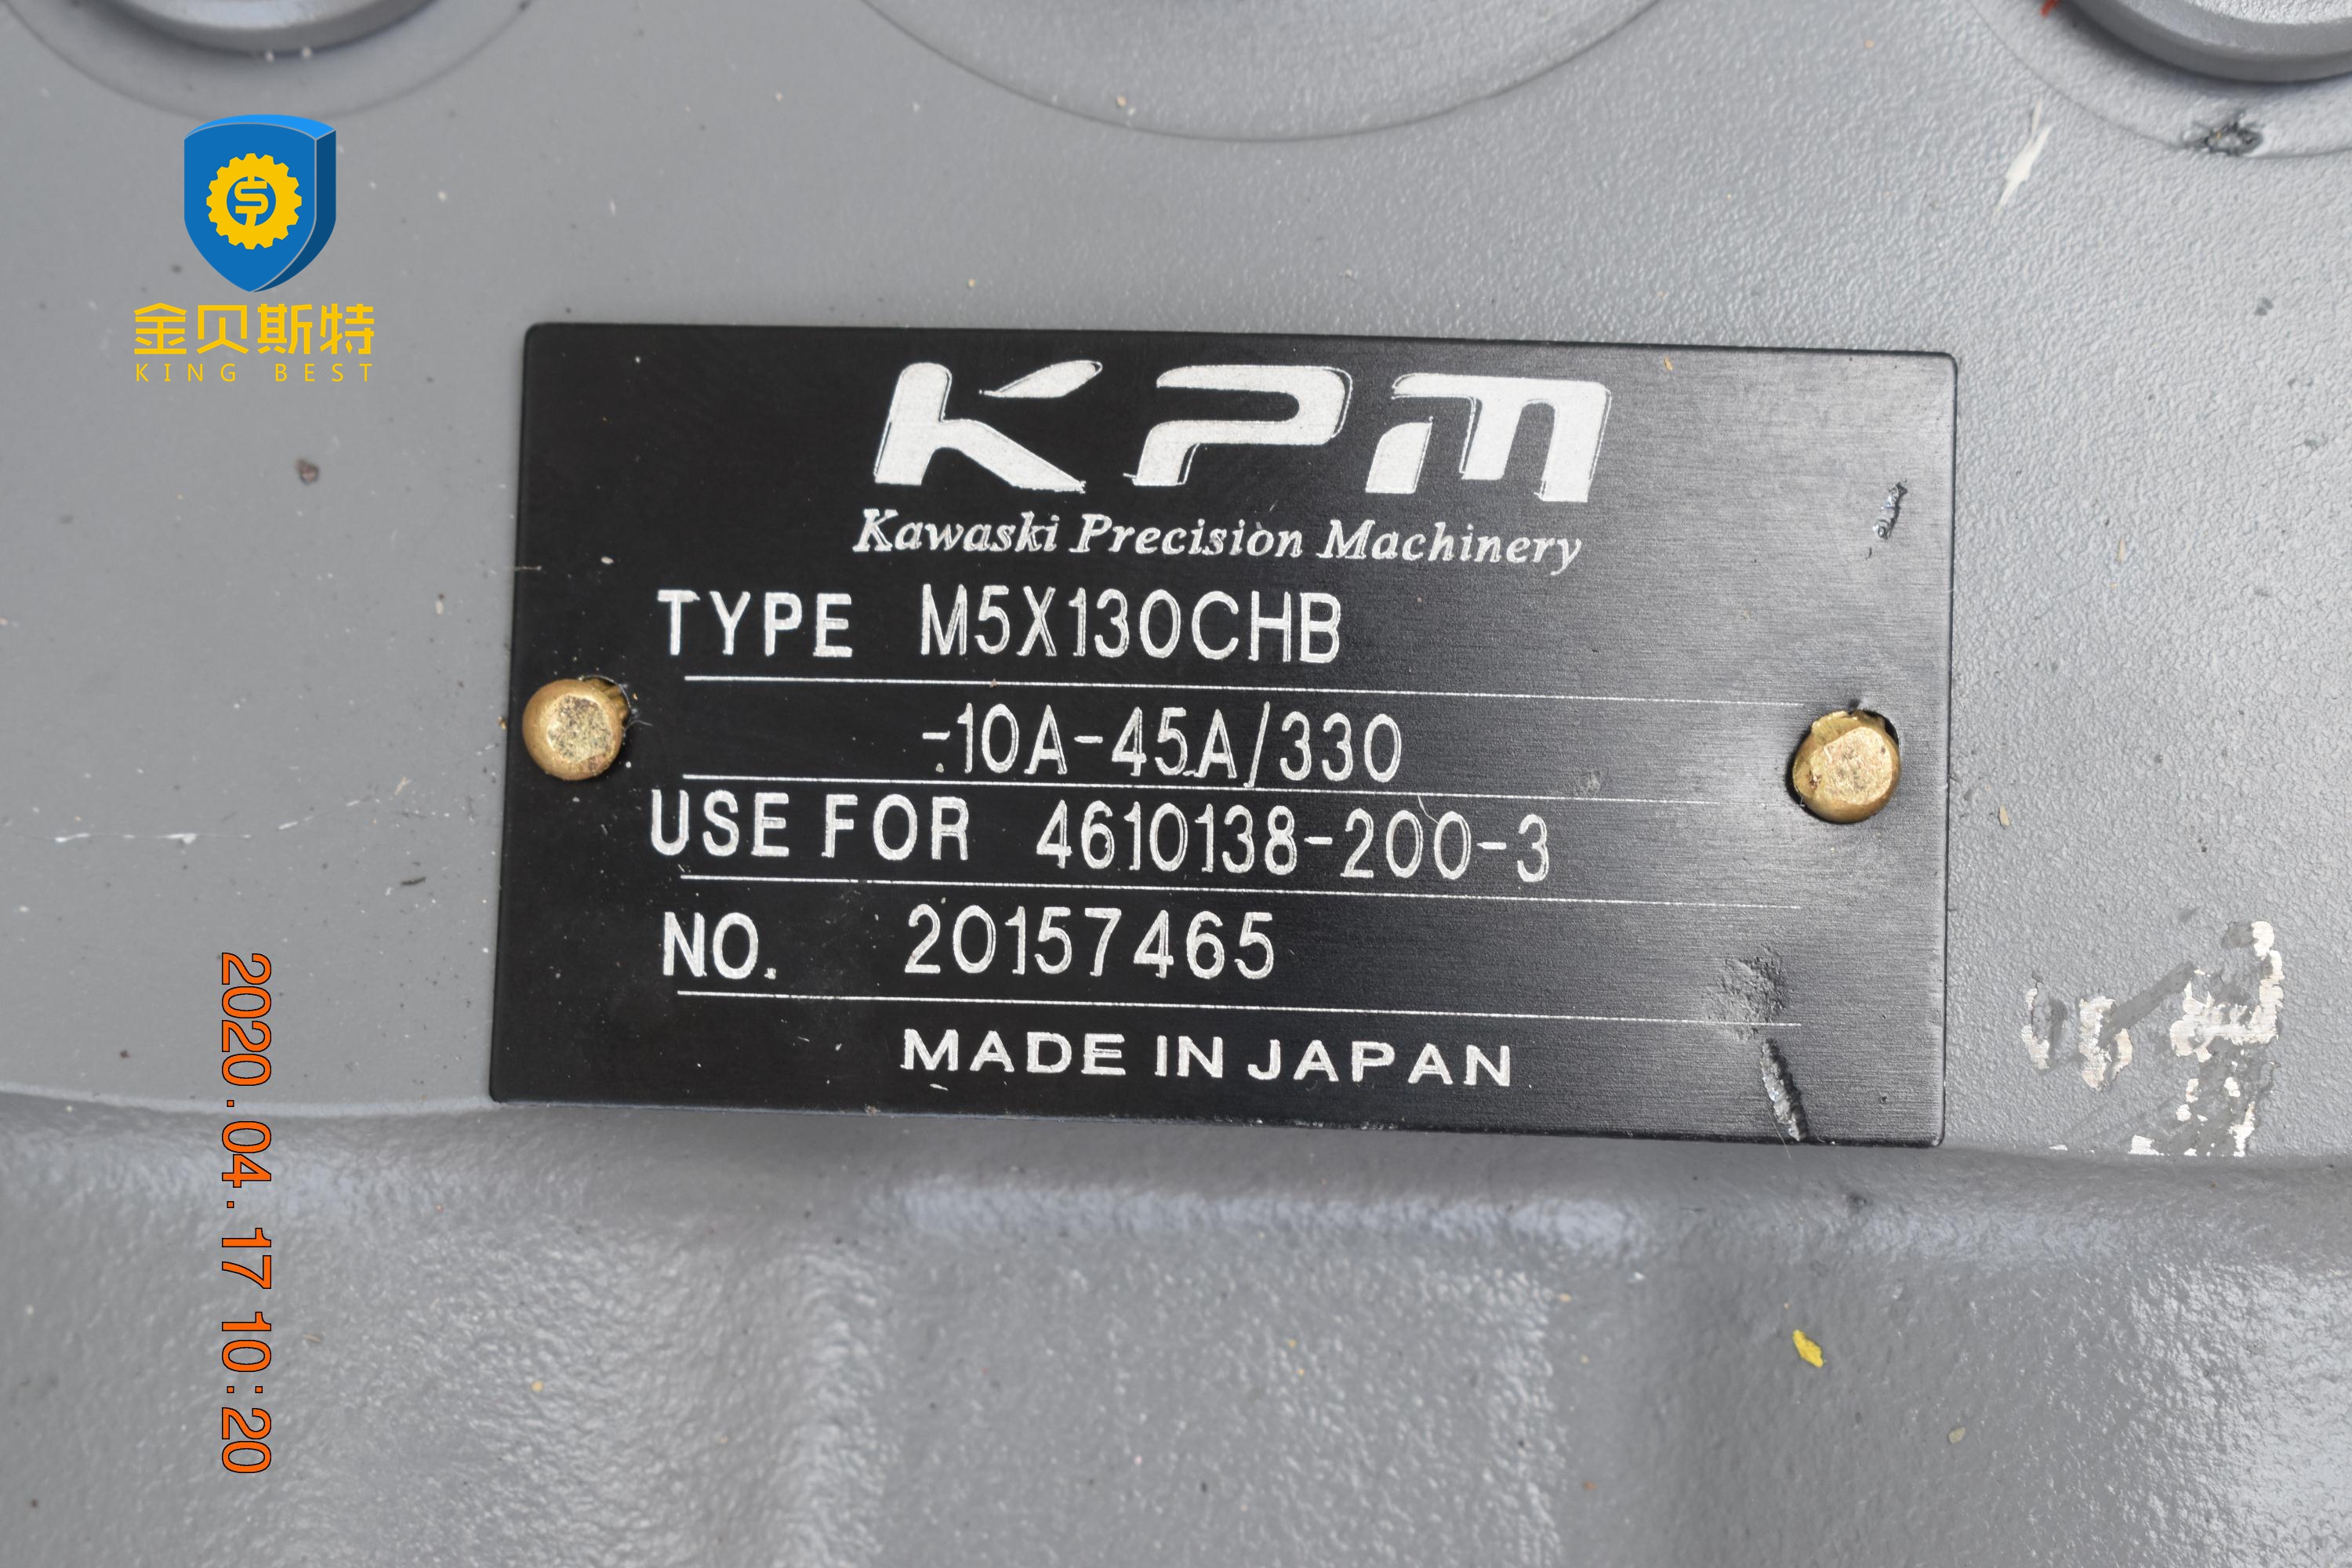 金贝斯特
KING BEST
KPM
Kawaski Precision Machinery
TYPE M5X130CHB
-10A-45A/330
USE FOR 4610138-200-3
NO. 20157465
MADE IN JAPAN
2020.04.17 10:20